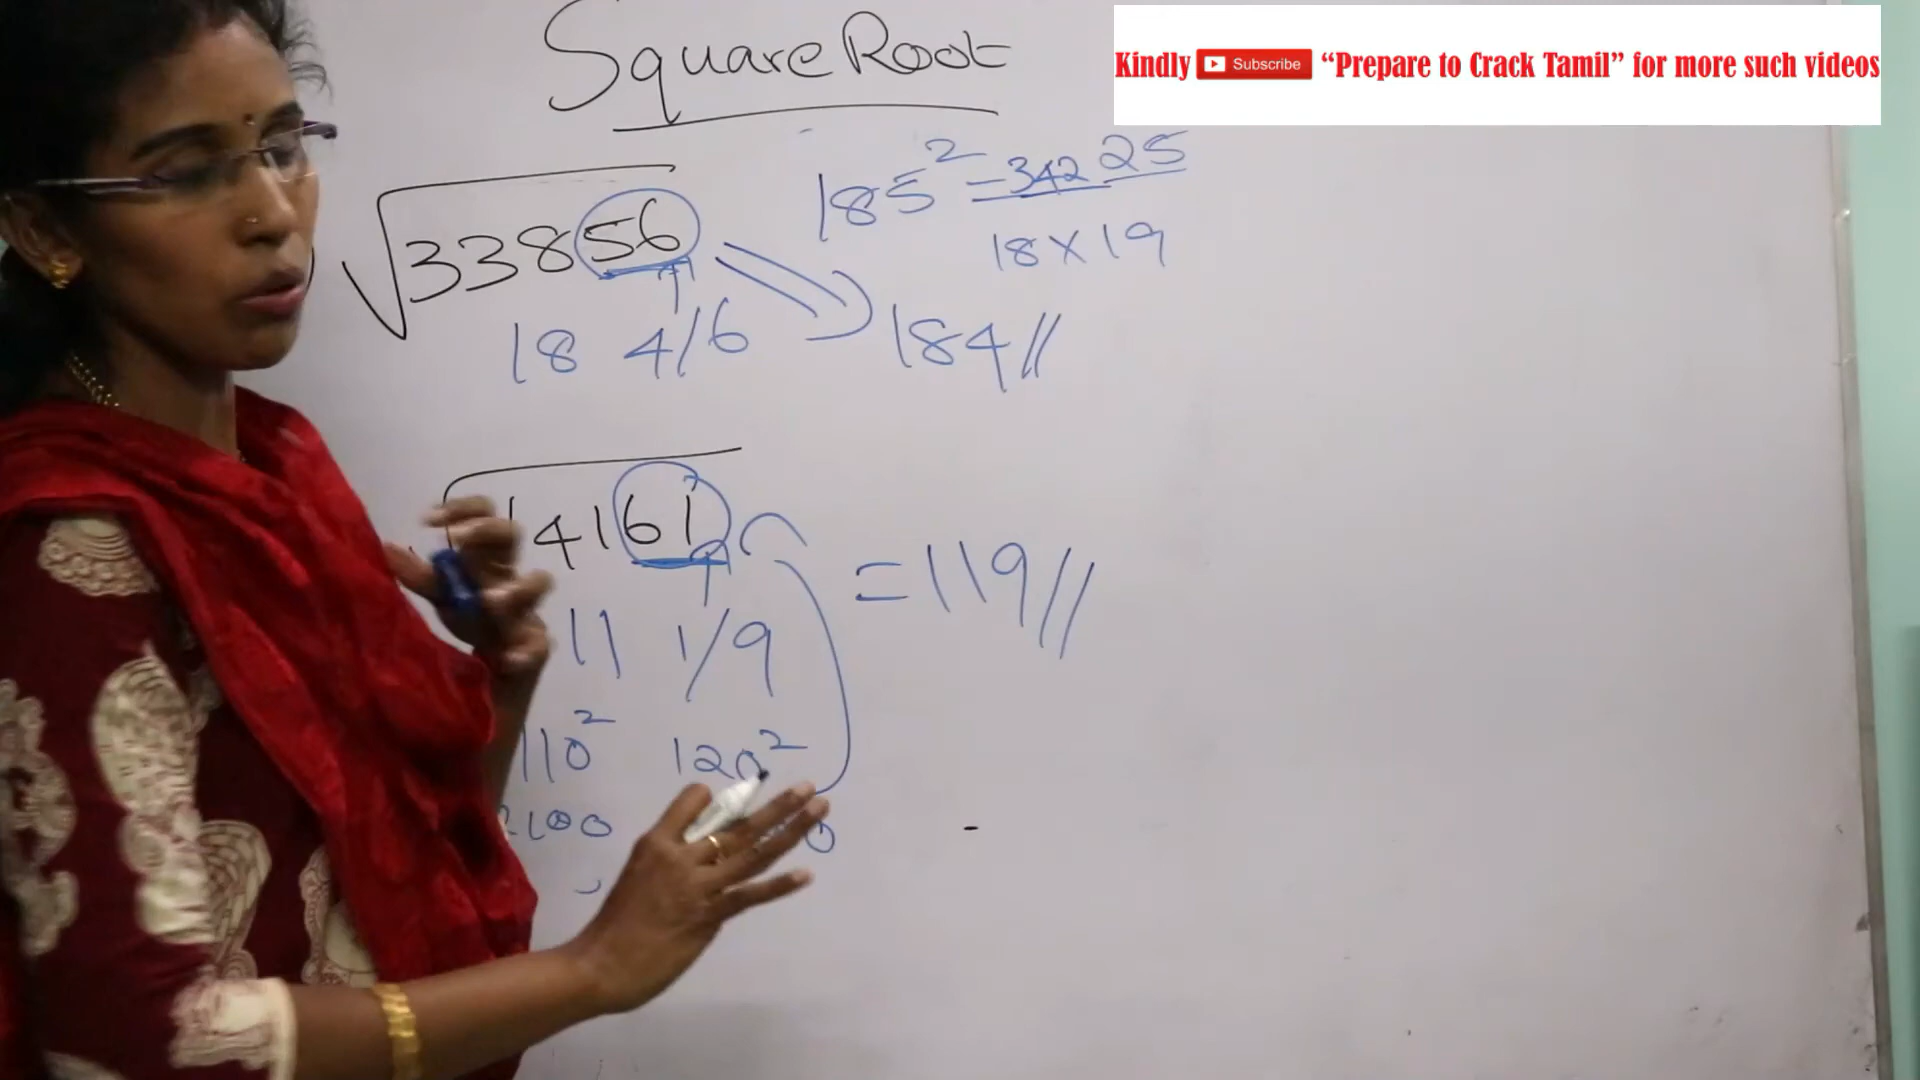 Square Root
Kindly Subscribe “Prepare to Crack Tamil” for more such videos
185² = 34225
18 X 19
√33856
18 4/6
184//
14161
= 119//
11 1/9
110² 120²
100